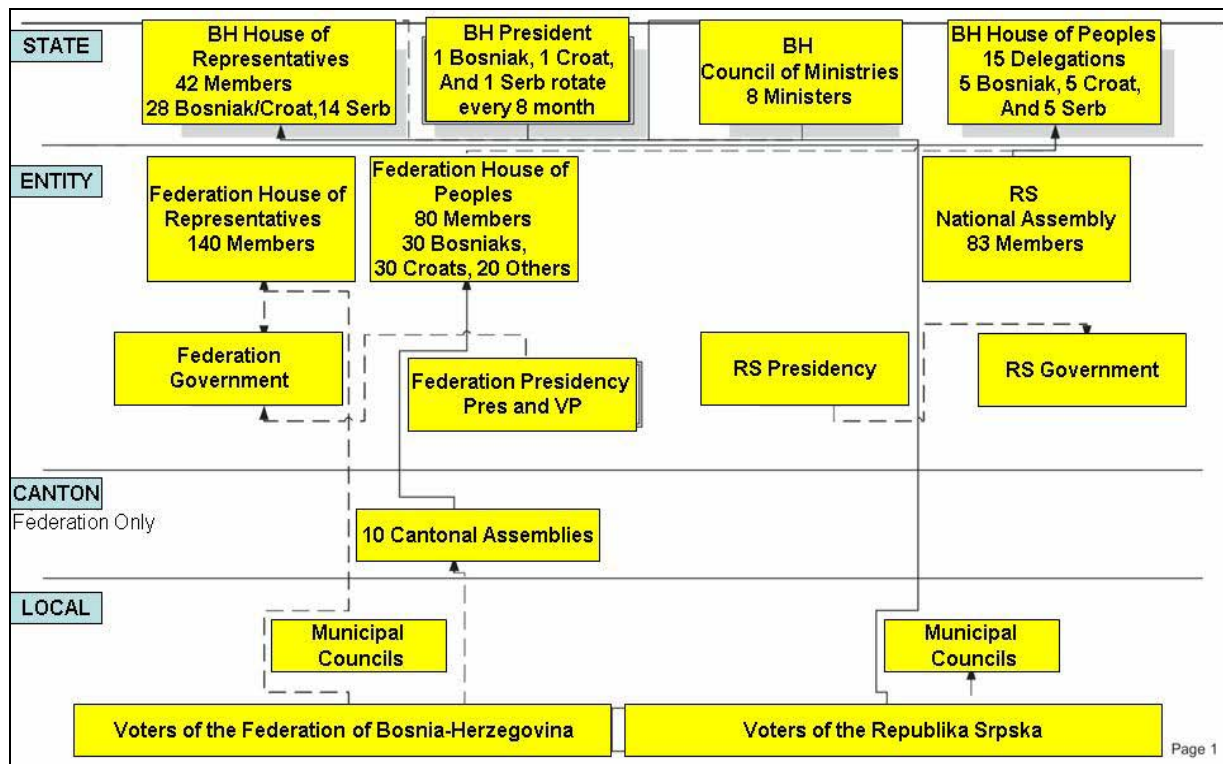 STATE
BH House of
Representatives
42 Members
28 Bosniak/Croat,14 Serb
BH President
1 Bosniak, 1 Croat,
And 1 Serb rotate
every 8 month
BH
Council of Ministries
8 Ministers
BH House of Peoples
15 Delegations
5 Bosniak, 5 Croat,
And 5 Serb
ENTITY
Federation House of
Representatives
140 Members
Federation House of
Peoples
80 Members
30 Bosniaks,
30 Croats, 20 Others
RS
National Assembly
83 Members
Federation
Government
Federation Presidency
Pres and VP
RS Presidency
RS Government
CANTON
Federation Only
10 Cantonal Assemblies
LOCAL
Municipal
Councils
Municipal
Councils
Voters of the Federation of Bosnia-Herzegovina
Voters of the Republika Srpska
Page 1